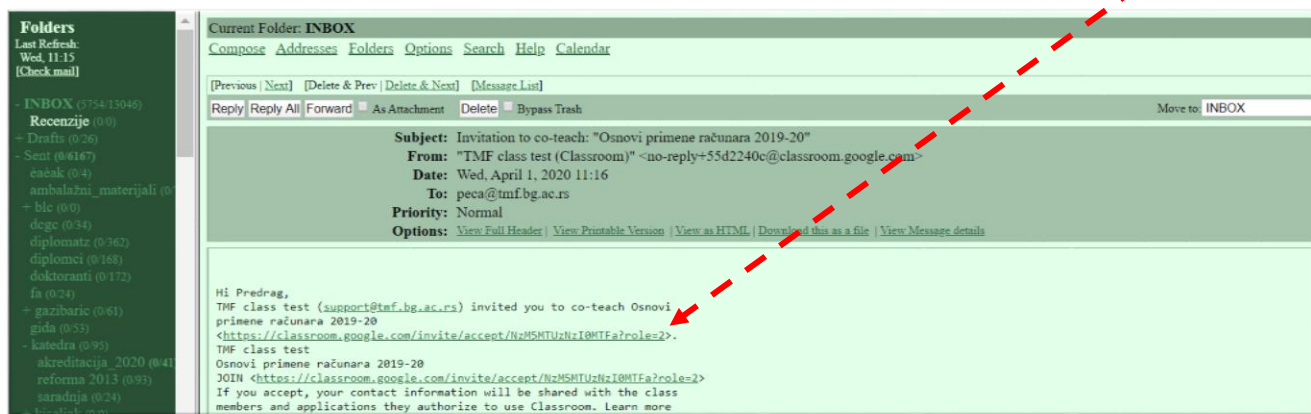 Folders
Last Refresh:
Wed, 11:15
[Check mail]
- INBOX (5754/13046)
Recenzije (0/0)
+ Drafts (0/26)
- Sent (0/6167)
čačak (0/4)
ambalažni_materijali (0/
+ blc (0/0)
dcgc (0/34)
diplomatz (0/362)
diplomci (0/168)
doktoranti (0/172)
fa (0/24)
+ gazibaric (0/61)
gida (0/53)
- katedra (0/95)
akreditacija_2020 (0/41)
reforma 2013 (0/93)
saradnja (0/24)
Current Folder: INBOX
Compose Addresses Folders Options Search Help Calendar
[Previous | Next] [Delete & Prev | Delete & Next] [Message List]
Reply Reply All Forward As Attachment Delete Bypass Trash Move to: INBOX
Subject: Invitation to co-teach: "Osnovi primene računara 2019-20"
From: "TMF class test (Classroom)" <no-reply+55d2240c@classroom.google.com>
Date: Wed, April 1, 2020 11:16
To: peca@tmf.bg.ac.rs
Priority: Normal
Options: View Full Header | View Printable Version | View as HTML | Download this as a file | View Message details
Hi Predrag,
TMF class test (support@tmf.bg.ac.rs) invited you to co-teach Osnovi
primene računara 2019-20
<https://classroom.google.com/invite/accept/NzM5MTUzNzI0MTFa?role=2>.
TMF class test
Osnovi primene računara 2019-20
JOIN <https://classroom.google.com/invite/accept/NzM5MTUzNzI0MTFa?role=2>
If you accept, your contact information will be shared with the class
members and applications they authorize to use Classroom. Learn more